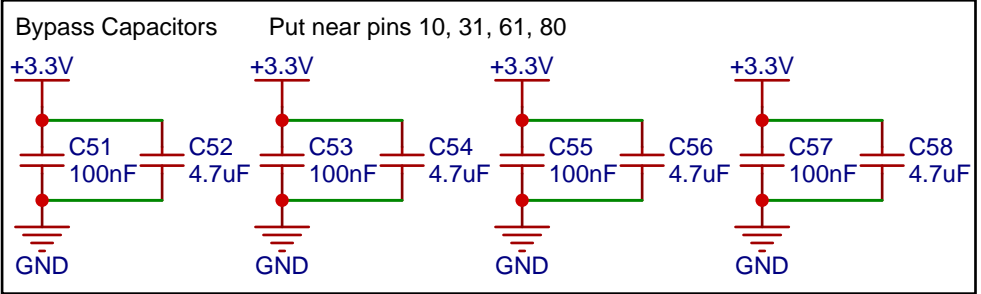 Bypass Capacitors Put near pins 10, 31, 61, 80
+3.3V +3.3V +3.3V +3.3V
C51 C52 C53 C54 C55 C56 C57 C58
100nF 4.7uF 100nF 4.7uF 100nF 4.7uF 100nF 4.7uF
GND GND GND GND